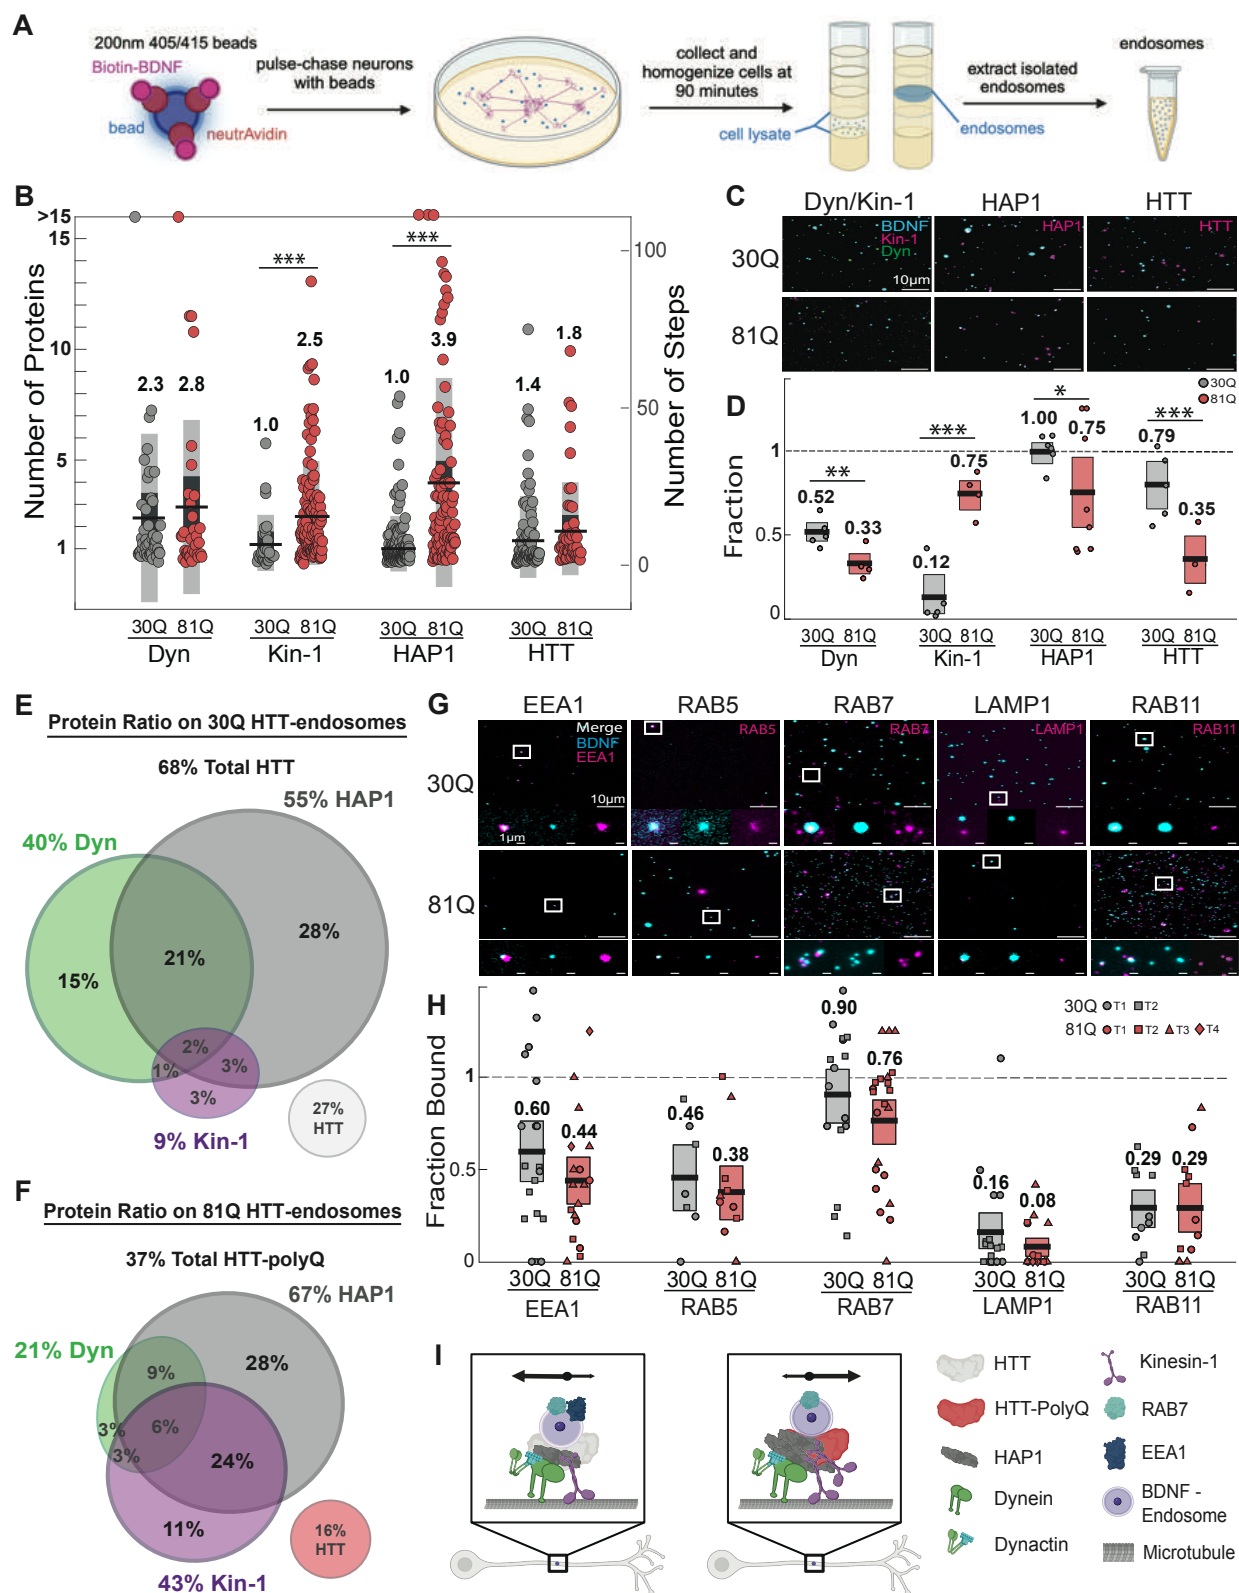 A
200nm 405/415 beads
Biotin-BDNF
bead
neutrAvidin
pulse-chase neurons
with beads
collect and
homogenize cells at
90 minutes
cell lysate
endosomes
extract isolated
endosomes
endosomes
B
Number of Proteins
>15
15
10
5
1
Number of Steps
100
50
0
***
***
2.3
2.8
1.0
2.5
1.0
3.9
1.4
1.8
30Q 81Q
30Q 81Q
30Q 81Q
30Q 81Q
Dyn
Kin-1
HAP1
HTT
C
Dyn/Kin-1
HAP1
HTT
30Q
81Q
BDNF
Kin-1
Dyn
10µm
HAP1
HTT
D
Fraction
1
0.5
0
30Q
81Q
**
***
*
***
0.52
0.33
0.12
0.75
1.00
0.75
0.79
0.35
30Q 81Q
30Q 81Q
30Q 81Q
30Q 81Q
Dyn
Kin-1
HAP1
HTT
E
Protein Ratio on 30Q HTT-endosomes
68% Total HTT
55% HAP1
40% Dyn
28%
21%
15%
2%
1%
3%
3%
27%
HTT
9% Kin-1
F
Protein Ratio on 81Q HTT-endosomes
37% Total HTT-polyQ
67% HAP1
21% Dyn
28%
9%
3%
6%
3%
24%
11%
16%
HTT
43% Kin-1
G
EEA1
RAB5
RAB7
LAMP1
RAB11
30Q
81Q
Merge
BDNF
EEA1
10µm
1µm
RAB5
RAB7
LAMP1
RAB11
H
Fraction Bound
1
0.5
0
30Q T1 T2
81Q T1 T2 T3 T4
0.60
0.44
0.46
0.38
0.90
0.76
0.16
0.08
0.29
0.29
30Q 81Q
30Q 81Q
30Q 81Q
30Q 81Q
30Q 81Q
EEA1
RAB5
RAB7
LAMP1
RAB11
I
HTT
HTT-PolyQ
HAP1
Dynein
Dynactin
Kinesin-1
RAB7
EEA1
BDNF -
Endosome
Microtubule